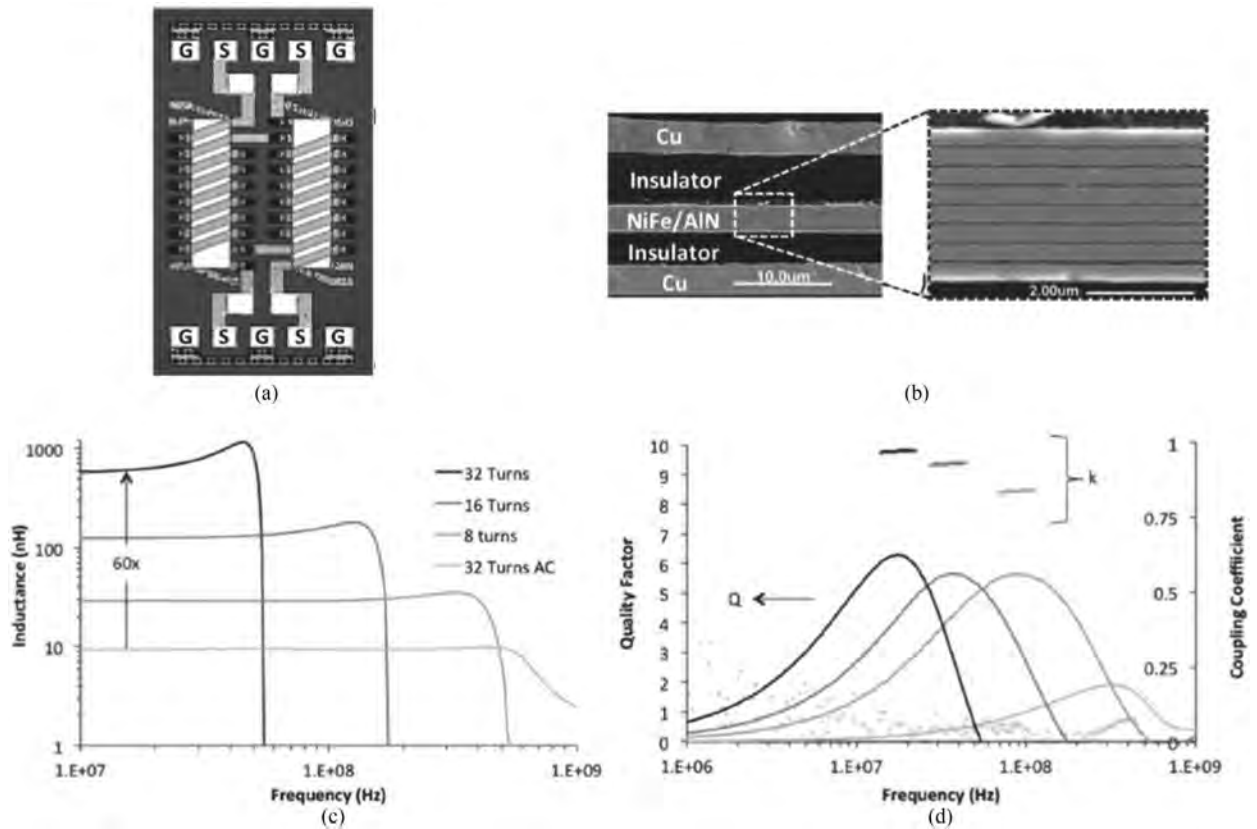 G S G S G
G S G S G
(a)
Cu
Insulator
NiFe/AlN
Insulator
10.0um
Cu
2.00um
(b)
Inductance (nH)
1000
100
10
1
60x
32 Turns
16 Turns
8 turns
32 Turns AC
1.E+07 1.E+08 1.E+09
Frequency (Hz)
(c)
Quality Factor
10
9
8
7
6
5
4
3
2
1
0
Q
k
1
0.75
0.5
0.25
0
Coupling Coeffiicient
1.E+06 1.E+07 1.E+08 1.E+09
Frequency (Hz)
(d)